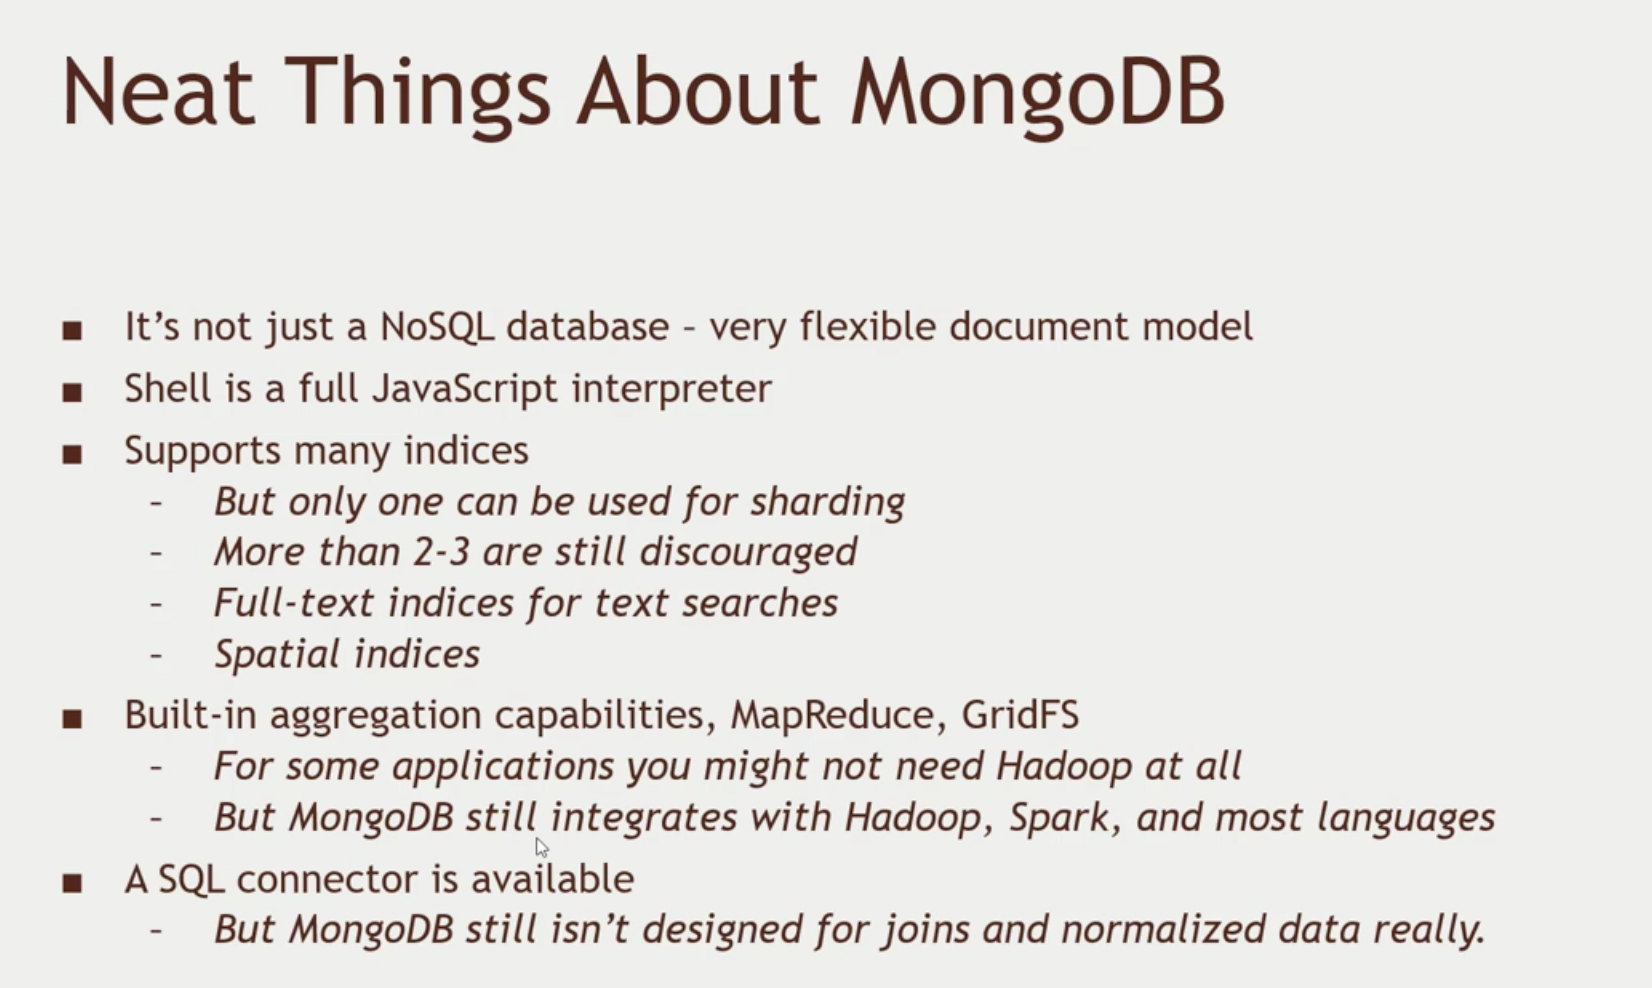 Neat Things About MongoDB
■ It’s not just a NoSQL database – very flexible document model
■ Shell is a full JavaScript interpreter
■ Supports many indices
– But only one can be used for sharding
– More than 2-3 are still discouraged
– Full-text indices for text searches
– Spatial indices
■ Built-in aggregation capabilities, MapReduce, GridFS
– For some applications you might not need Hadoop at all
– But MongoDB still integrates with Hadoop, Spark, and most languages
■ A SQL connector is available
– But MongoDB still isn’t designed for joins and normalized data really.